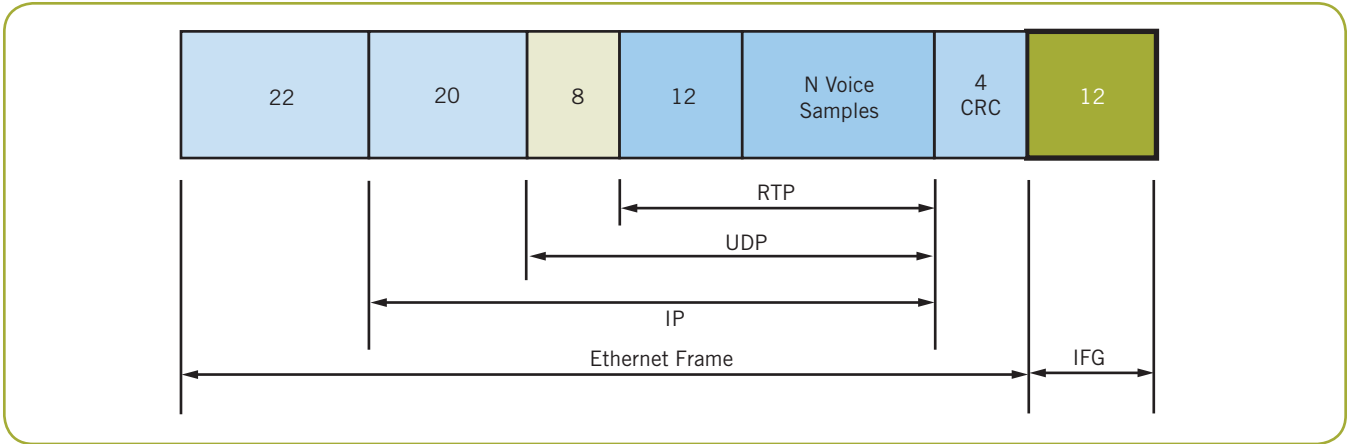 22
20
8
12
N Voice
Samples
4
CRC
12
RTP
UDP
IP
Ethernet Frame
IFG